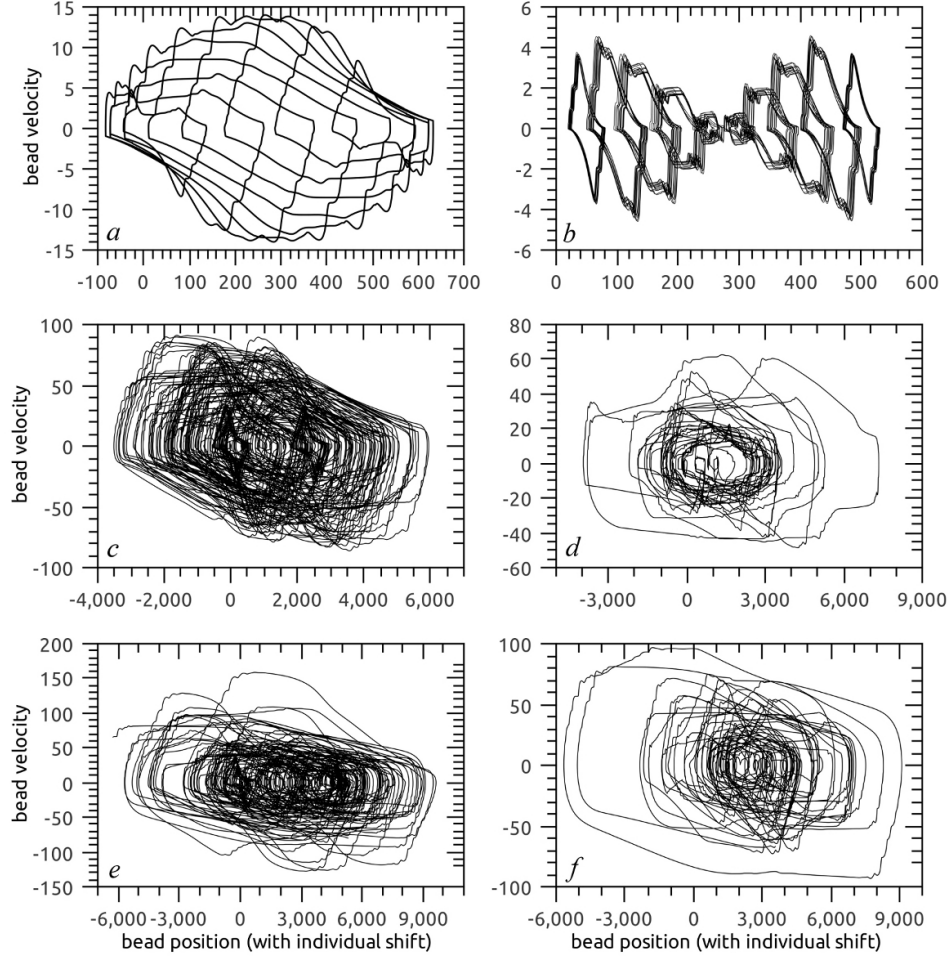 15
10
5
0
-5
-10
-15
bead velocity
a
-100 0 100 200 300 400 500 600 700
6
4
2
0
-2
-4
-6
b
0 100 200 300 400 500 600
100
50
0
-50
-100
bead velocity
c
-4,000 -2,000 0 2,000 4,000 6,000
80
60
40
20
0
-20
-40
-60
d
-3,000 0 3,000 6,000 9,000
200
150
100
50
0
-50
-100
-150
bead velocity
e
-6,000 -3,000 0 3,000 6,000 9,000
bead position (with individual shift)
100
50
0
-50
-100
f
-6,000 -3,000 0 3,000 6,000 9,000
bead position (with individual shift)